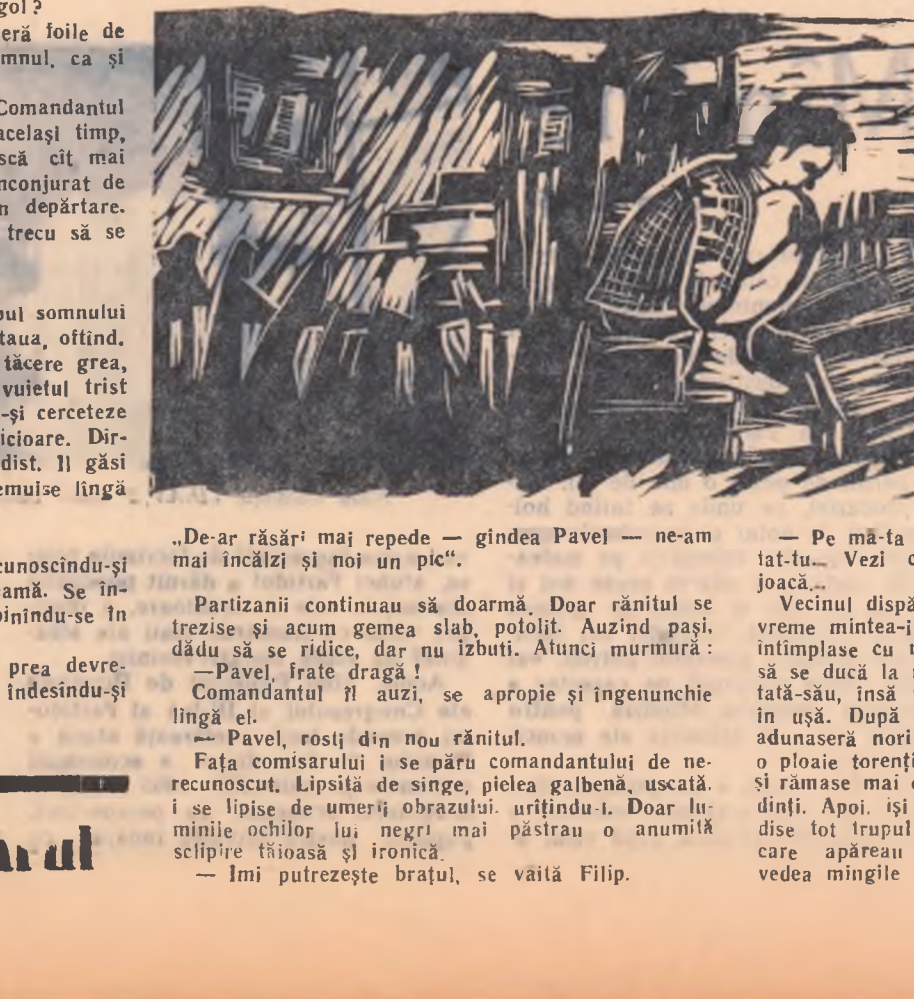 gol ?
eră foile de
mnul, ca și
Comandantul
același timp,
scă cît mai
nconjurat de
n depărtare.
trecu să se
pul somnului
taua, oftînd.
tăcere grea,
vuietul trist
-și cerceteze
icioare. Dir-
dist. Îl găsi
emuise lîngă
cunoscîndu-și
eamă. Se în-
pinîndu-se în
prea devre-
îndesîndu-și
„De-ar răsări mai repede — gîndea Pavel — ne-am
mai încălzi și noi un pic“.
Partizanii continuau să doarmă. Doar rănitul se
trezise și acum gemea slab, potolit. Auzind pași,
dădu să se ridice, dar nu izbuti. Atunci murmură :
—Pavel, frate dragă !
Comandantul îl auzi, se apropie și îngenunchie
lîngă el.
— Pavel, rosti din nou rănitul.
Fața comisarului i se păru comandantului de ne-
recunoscut. Lipsită de sînge, pielea galbenă, uscată.
i se lipise de umerii obrazului. urîțindu-i. Doar lu-
minile ochilor lui negri mai păstrau o anumită
sclipire tăioasă și ironică.
— Imi putrezește brațul, se văită Filip.
— Pe mă-ta
tat-tu... Vezi c
joacă...
Vecinul dispă
vreme mintea-i
întîmplase cu
să se ducă la
tată-său, însă
în ușă. După
adunaseră nori
o ploaie torenți
și rămase mai
dinți. Apoi. își
dise tot trupul
care apăreau
vedea mingile